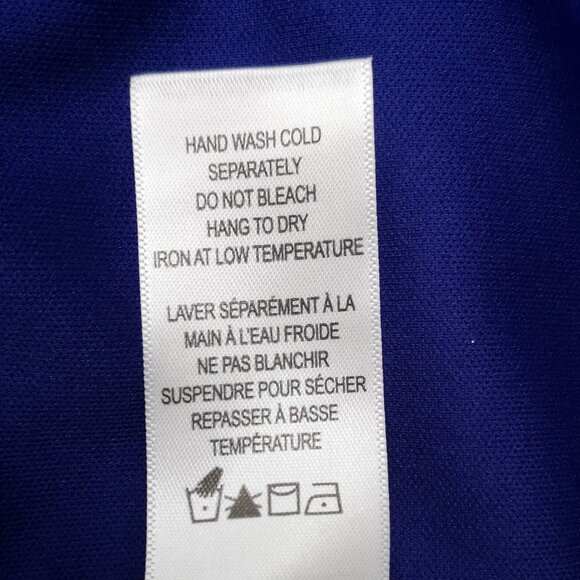 HAND WASH COLD
SEPARATELY
DO NOT BLEACH
HANG TO DRY
IRON AT LOW TEMPERATURE
LAVER SÉPARÉMENT À LA
MAIN À L'EAU FROIDE
NE PAS BLANCHIR
SUSPENDRE POUR SÉCHER
REPASSER À BASSE
TEMPÉRATURE